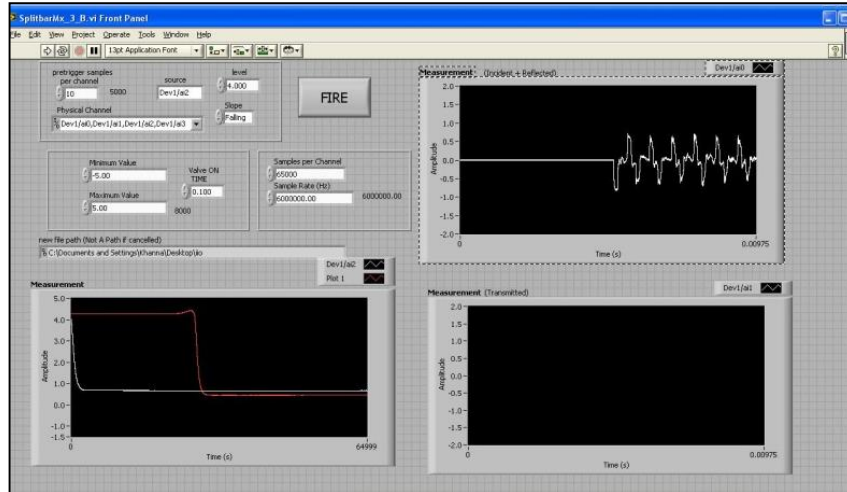 SplitbarMx_3_B.vi Front Panel
File Edit View Project Operate Tools Window Help
13pt Application Font
pretrigger samples
per channel
10
5000
source
Dev1/ai2
level
4.000
Slope
Falling
Physical Channel
Dev1/ai0,Dev1/ai1,Dev1/ai2,Dev1/ai3
FIRE
Minimum Value
-5.00
Maximum Value
5.00
Valve ON
TIME
0.100
8000
Samples per Channel
65000
Sample Rate (Hz)
6000000.00
6000000.00
new file path (Not A Path if cancelled)
C:\Documents and Settings\Khanna\Desktop\iio
Measurement (Incident + Reflected)
Dev1/ai0
Amplitude
2.0
1.5
1.0
0.5
0.0
-0.5
-1.0
-1.5
-2.0
0
0.00975
Time (s)
Dev1/ai2
Plot 1
Measurement
Amplitude
5.0
4.0
3.0
2.0
1.0
0.0
-1.5
0
64999
Time (s)
Measurement (Transmitted)
Dev1/ai1
Amplitude
2.0
1.5
1.0
0.5
0.0
-0.5
-1.0
-1.5
-2.0
0
0.00975
Time (s)